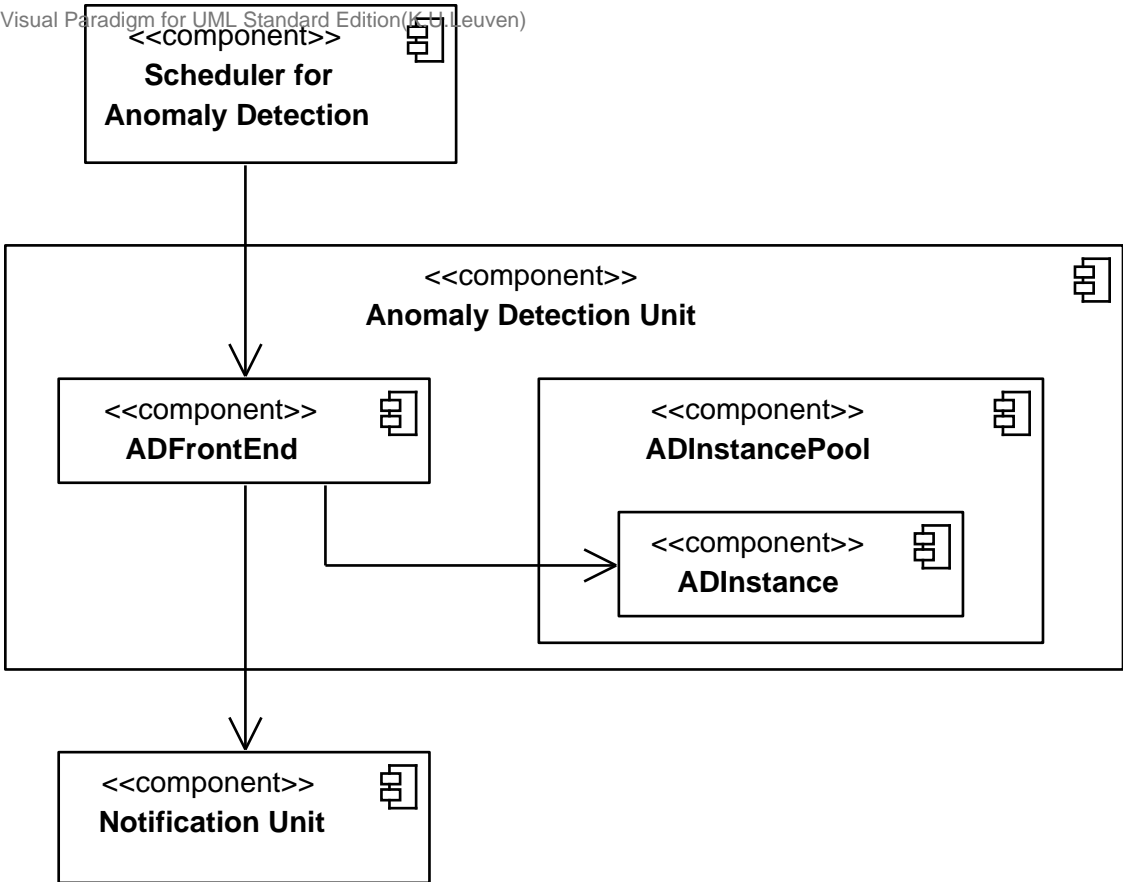 Visual Paradigm for UML Standard Edition(K.U.Leuven)
<<component>>
Scheduler for
Anomaly Detection
<<component>>
Anomaly Detection Unit
<<component>>
ADFrontEnd
<<component>>
ADInstancePool
<<component>>
ADInstance
<<component>>
Notification Unit